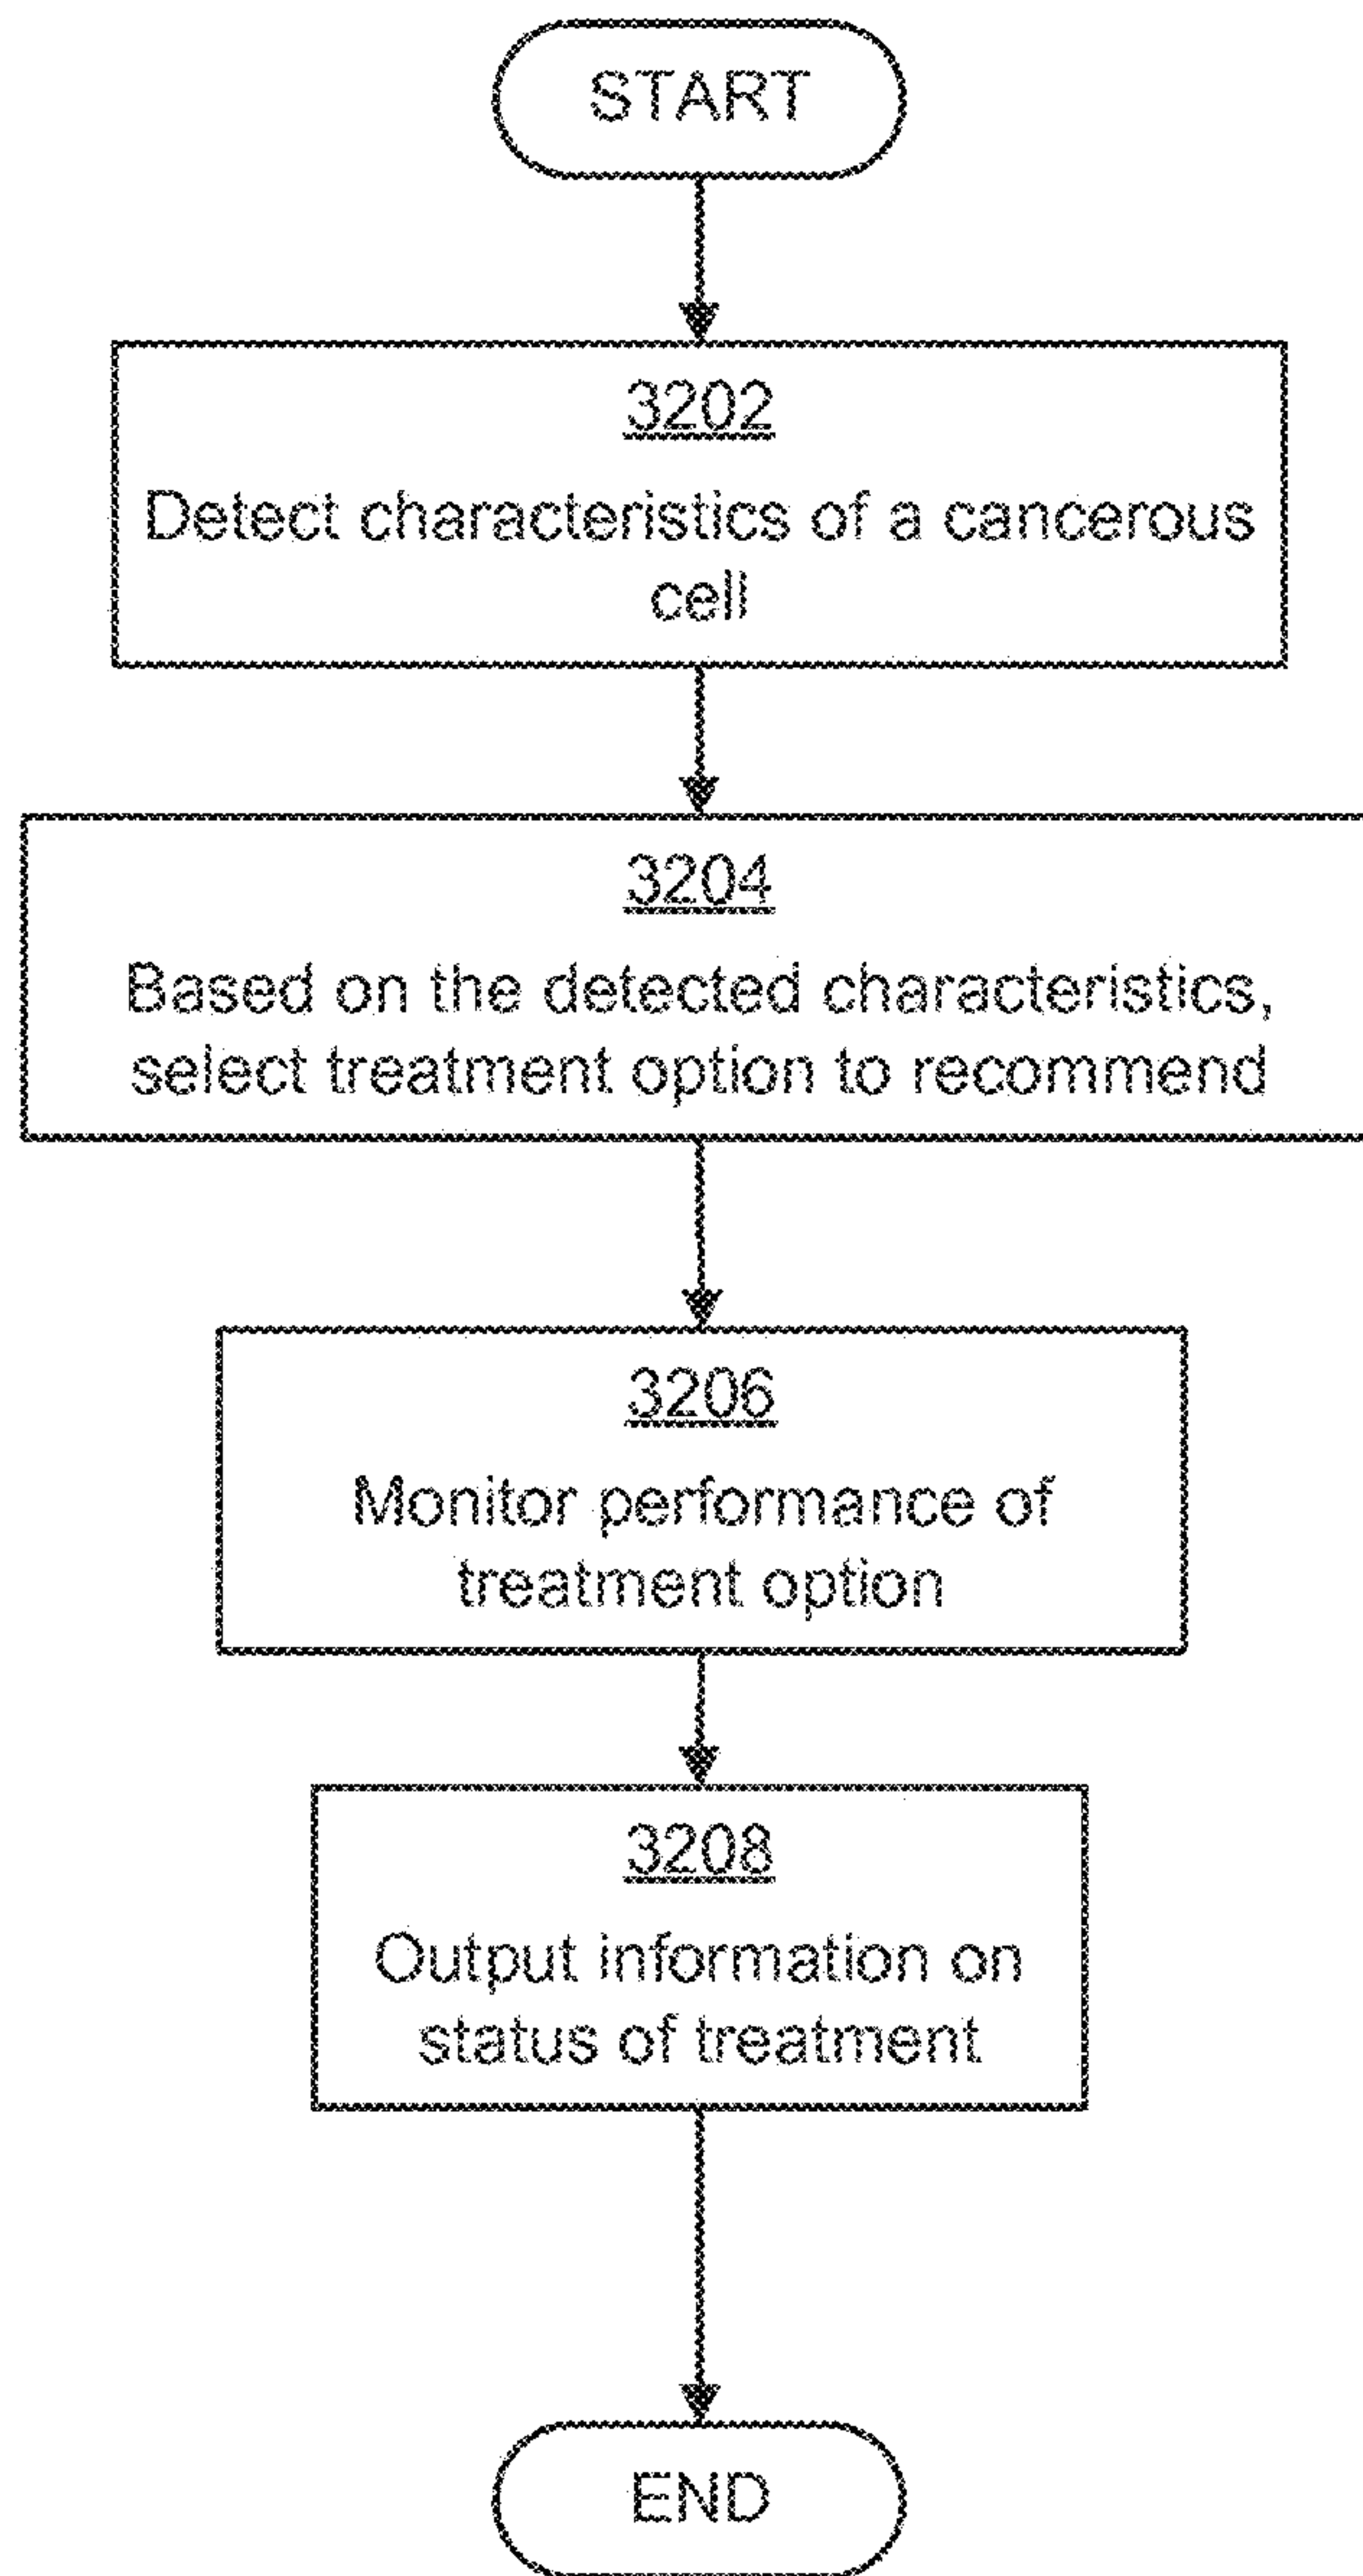 START
3202
Detect characteristics of a cancerous
cell
3204
Based on the detected characteristics,
select treatment option to recommend
3206
Monitor performance of
treatment option
3208
Output information on
status of treatment
END